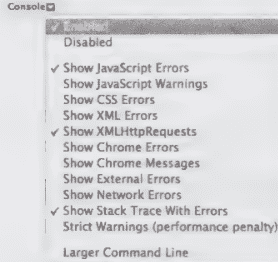 Console
✓ Enabled
Disabled
✓ Show JavaScript Errors
Show JavaScript Warnings
Show CSS Errors
Show XML Errors
✓ Show XMLHttpRequests
Show Chrome Errors
Show Chrome Messages
Show External Errors
Show Network Errors
✓ Show Stack Trace With Errors
Strict Warnings (performance penalty)
Larger Command Line